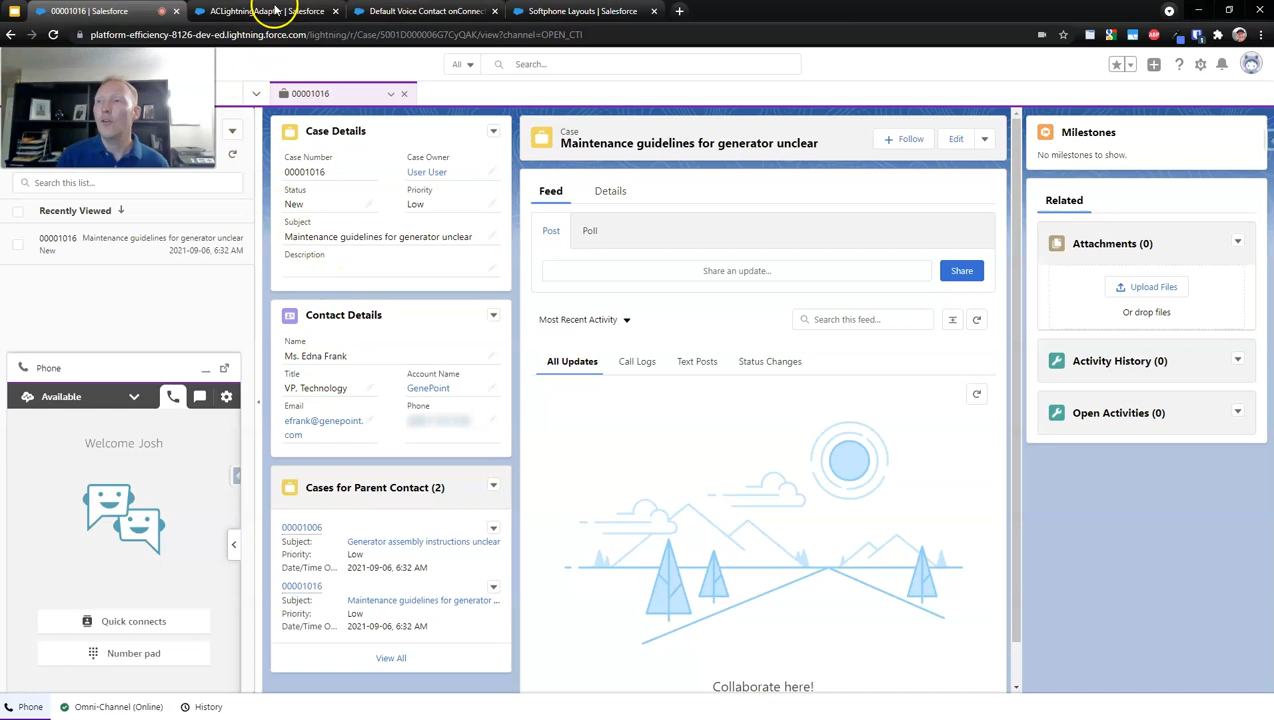 00001016 | Salesforce
ACLightningAdapter | Salesforce
Default Voice Contact onConnec
Softphone Layouts | Salesforce
platform-efficiency-8126-dev-ed.lightning.force.com/lightning/r/Case/5001D000006G7CyQAK/view?channel=OPEN_CTI
All
Search...
00001016
Search this list...
Recently Viewed
00001016 Maintenance guidelines for generator unclear
New 2021-09-06, 6:32 AM
Phone
Available
Welcome Josh
Quick connects
Number pad
Case Details
Case Number Case Owner
00001016 User User
Status Priority
New Low
Subject
Maintenance guidelines for generator unclear
Description
Contact Details
Name
Ms. Edna Frank
Title Account Name
VP, Technology GenePoint
Email Phone
efrank@genepoint.
com
Cases for Parent Contact (2)
00001006
Subject: Generator assembly instructions unclear
Priority: Low
Date/Time O... 2021-09-06, 6:32 AM
00001016
Subject: Maintenance guidelines for generator ...
Priority: Low
Date/Time O... 2021-09-06, 6:32 AM
View All
Case
Maintenance guidelines for generator unclear
Follow
Edit
Feed Details
Post Poll
Share an update...
Share
Most Recent Activity
Search this feed...
All Updates Call Logs Text Posts Status Changes
Collaborate here!
Milestones
No milestones to show.
Related
Attachments (0)
Upload Files
Or drop files
Activity History (0)
Open Activities (0)
Phone
Omni-Channel (Online)
History